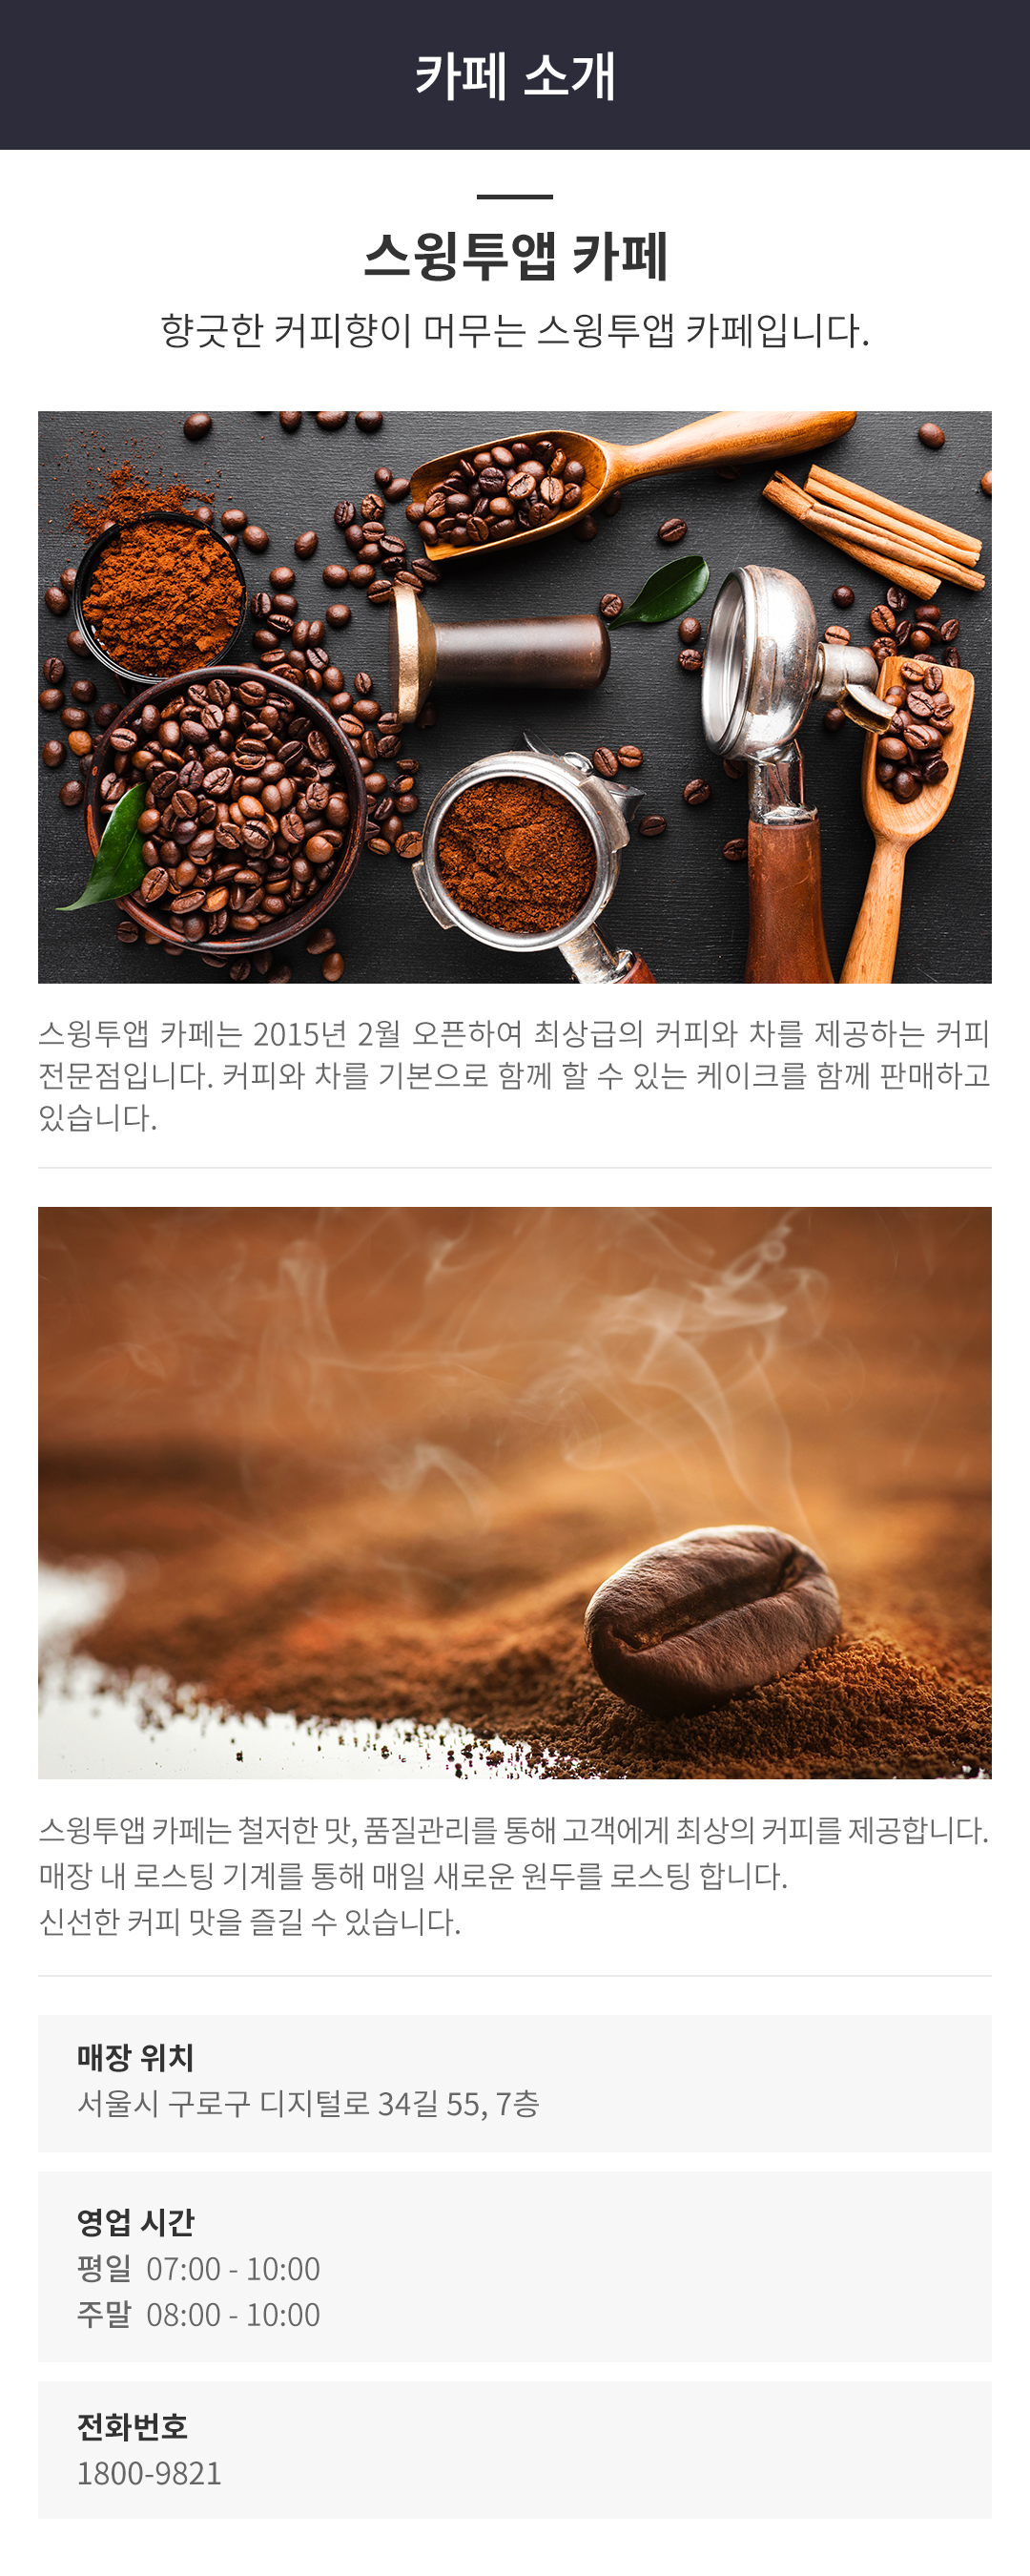 카페 소개
스윙투앱 카페
향긋한 커피향이 머무는 스윙투앱 카페입니다.
스윙투앱 카페는 2015년 2월 오픈하여 최상급의 커피와 차를 제공하는 커피
전문점입니다. 커피와 차를 기본으로 함께 할 수 있는 케이크를 함께 판매하고
있습니다.
스윙투앱 카페는 철저한 맛, 품질관리를 통해 고객에게 최상의 커피를 제공합니다.
매장 내 로스팅 기계를 통해 매일 새로운 원두를 로스팅 합니다.
신선한 커피 맛을 즐길 수 있습니다.
매장 위치
서울시 구로구 디지털로 34길 55, 7층
영업 시간
평일 07:00 - 10:00
주말 08:00 - 10:00
전화번호
1800-9821